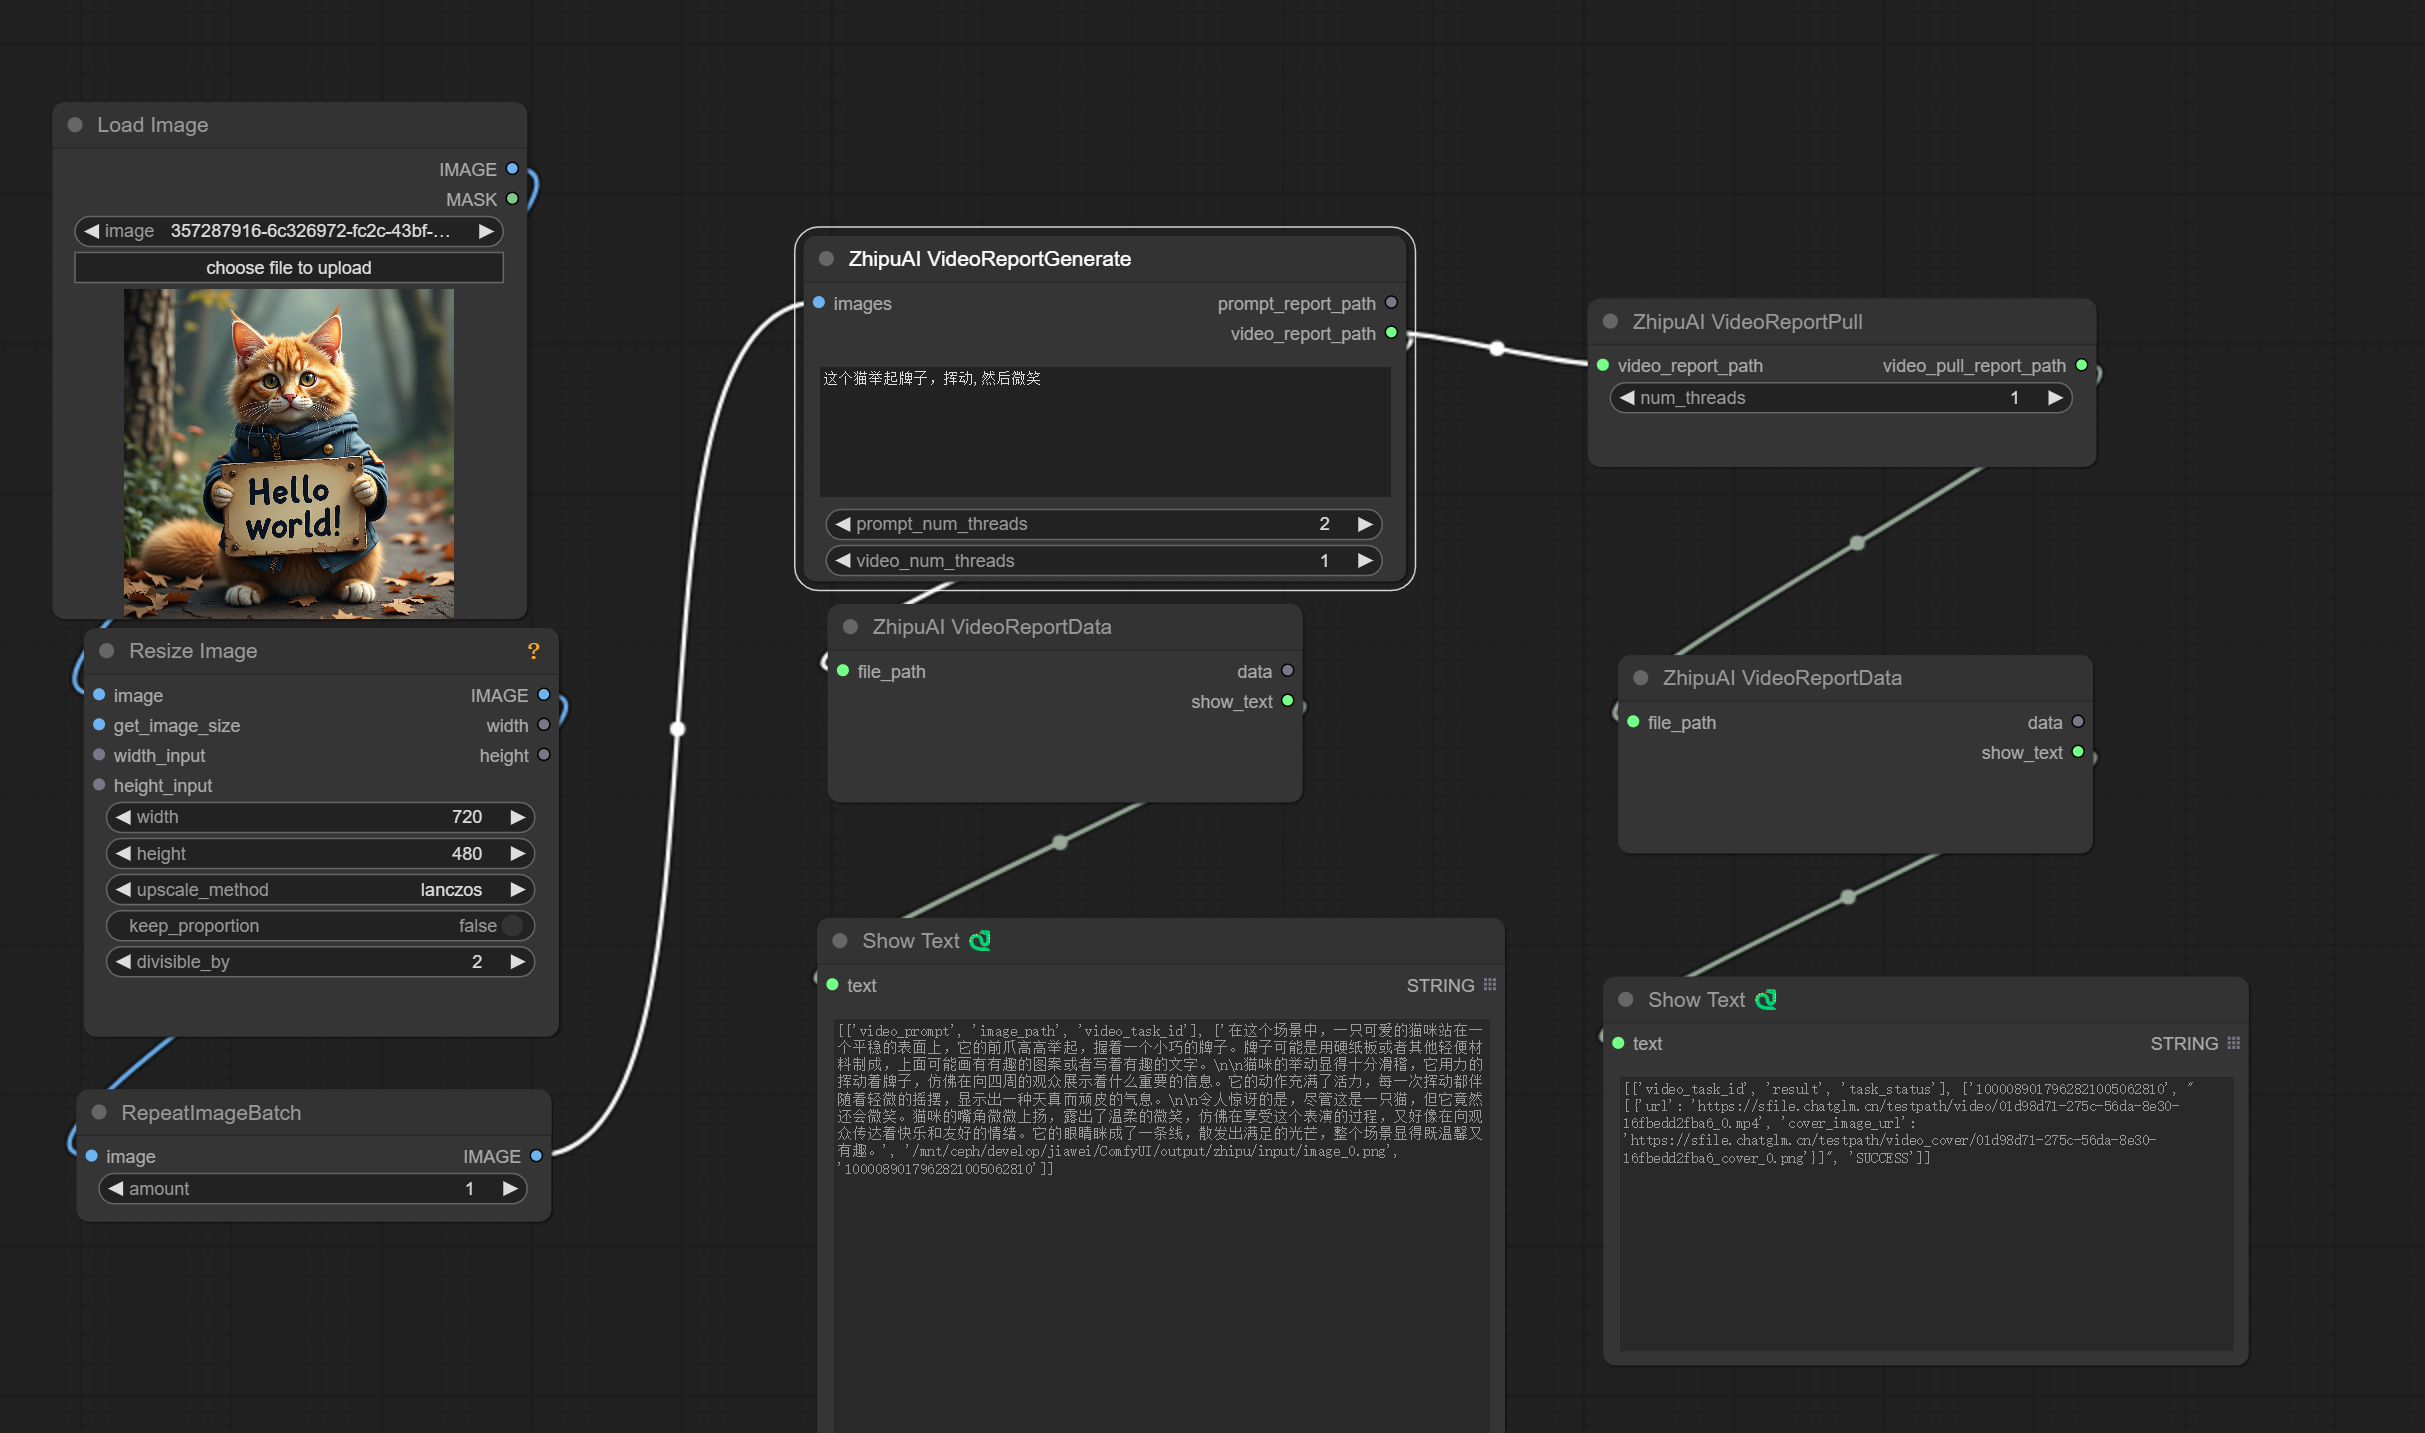 Load Image
IMAGE
MASK
image 357287916-6c326972-fc2c-43bf-...
choose file to upload
Hello
world!
Resize Image ?
image IMAGE
get_image_size width
width_input height
height_input
width 720
height 480
upscale_method lanczos
keep_proportion false
divisible_by 2
RepeatImageBatch
image IMAGE
amount 1
ZhipuAI VideoReportGenerate
images prompt_report_path
video_report_path
这个猫举起牌子，挥动,然后微笑
prompt_num_threads 2
video_num_threads 1
ZhipuAI VideoReportData
file_path data
show_text
Show Text
text STRING
[['video_prompt', 'image_path', 'video_task_id'], ['在这个场景中，一只可爱的猫咪站在一
个平稳的表面上，它的前爪高高举起，握着一个小巧的牌子。牌子可能是用硬纸板或者其他轻便材
料制成，上面可能画有有趣的图案或者写着有趣的文字。\n\n猫咪的举动显得十分滑稽，它用力的
挥动着牌子，仿佛在向四周的观众展示着什么重要的信息。它的动作充满了活力，每一次挥动都伴
随着轻微的摇摆，显示出一种天真而顽皮的气息。\n\n令人惊讶的是，尽管这是一只猫，但它竟然
还会微笑。猫咪的嘴角微微上扬，露出了温柔的微笑，仿佛在享受这个表演的过程，又好像在向观
众传达着快乐和友好的情绪。它的眼睛眯成了一条线，散发出满足的光芒，整个场景显得既温馨又
有趣。', '/mnt/ceph/develop/jiawei/ComfyUI/output/zhipu/input/image_0.png',
'1000089017962821005062810']]
ZhipuAI VideoReportPull
video_report_path video_pull_report_path
num_threads 1
ZhipuAI VideoReportData
file_path data
show_text
Show Text
text STRING
[['video_task_id', 'result', 'task_status'], ['1000089017962821005062810', "
[{'url': 'https://sfile.chatglm.cn/testpath/video/01d98d71-275c-56da-8e30-
16fbedd2fba6_0.mp4', 'cover_image_url':
'https://sfile.chatglm.cn/testpath/video_cover/01d98d71-275c-56da-8e30-
16fbedd2fba6_cover_0.png'}]", 'SUCCESS']]